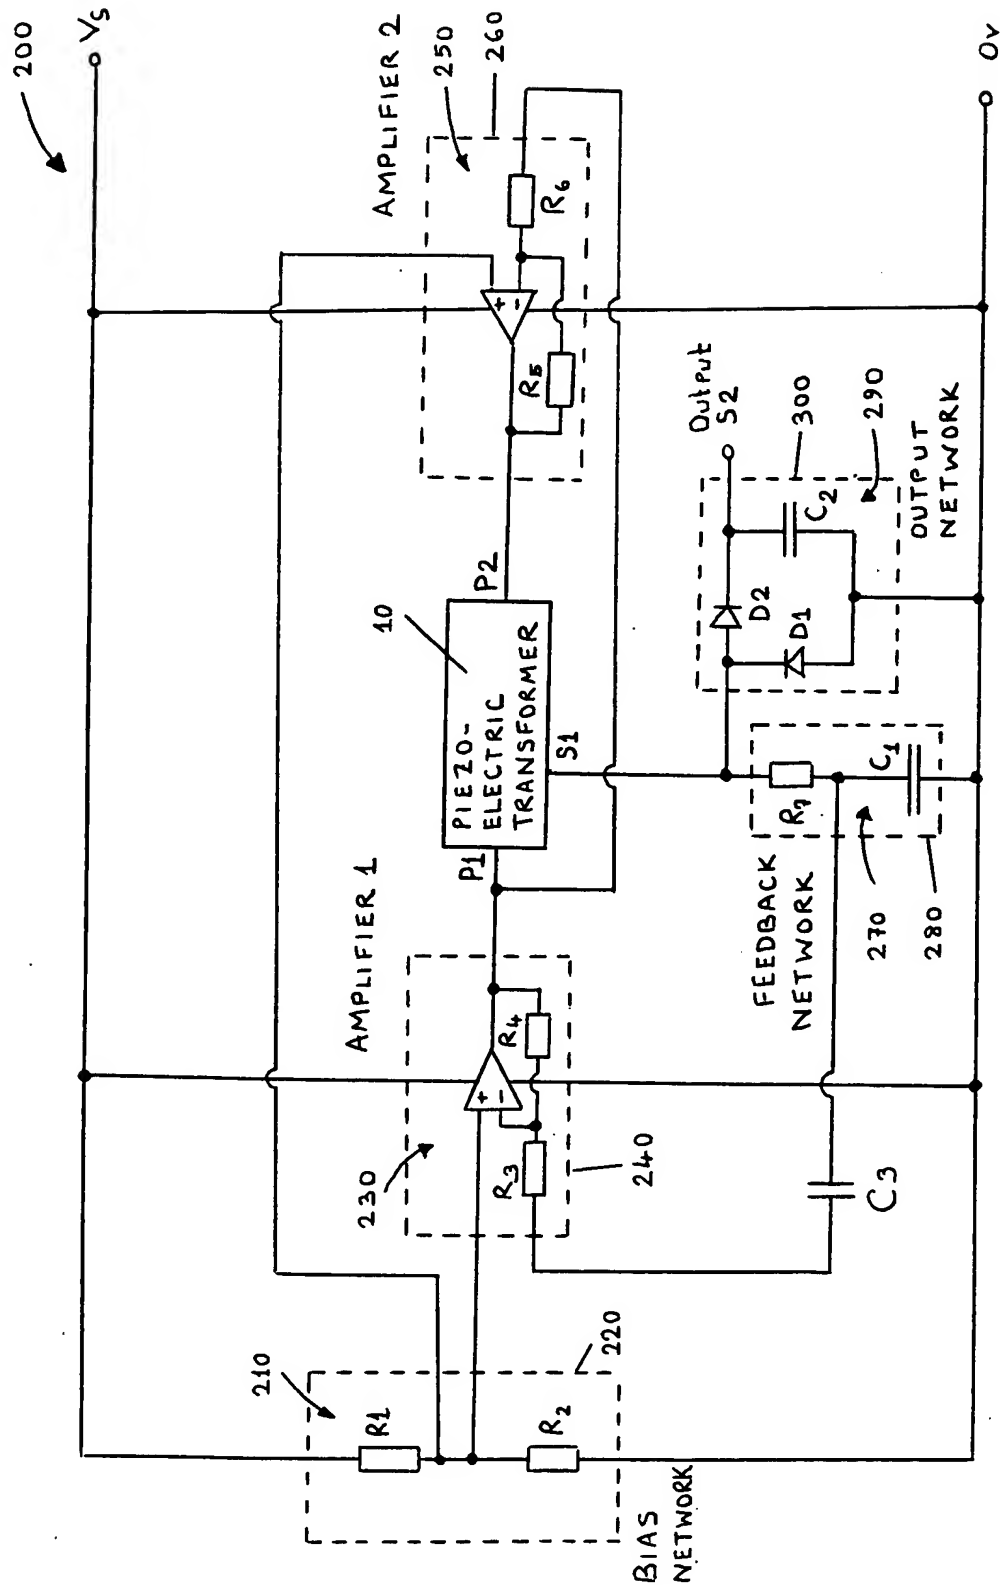 200
Vs
AMPLIFIER 2
250
260
+
−
R6
R5
10
P2
PIEZO-
ELECTRIC
TRANSFORMER
P1
S1
AMPLIFIER 1
230
+
−
R4
R3
240
210
R1
R2
220
BIAS
NETWORK
Output
S2
300
290
D2
D1
C2
OUTPUT
NETWORK
R7
C1
FEEDBACK
NETWORK
270
280
C3
0v